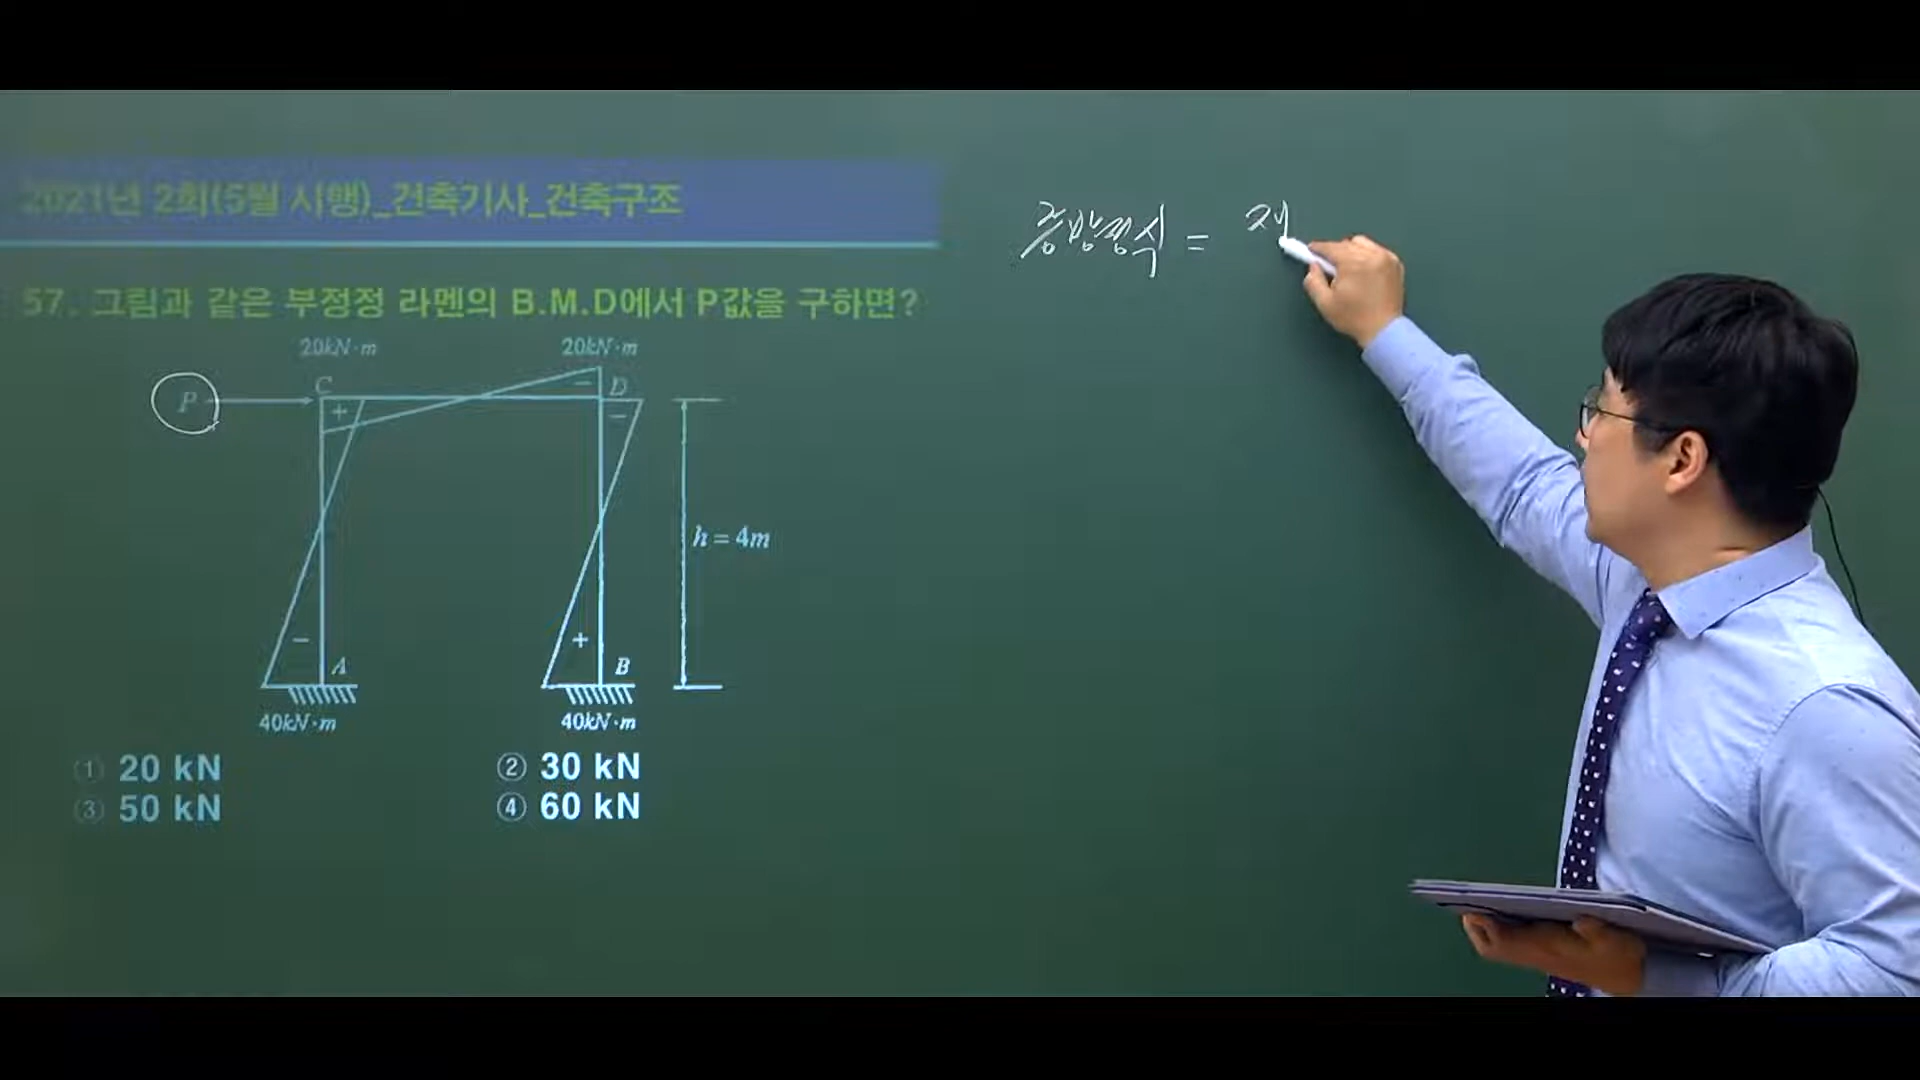 2021년 2회(5월 시행)_건축기사_건축구조
57. 그림과 같은 부정정 라멘의 B.M.D에서 P값을 구하면?
20kN·m 20kN·m
P C + − D −
h=4m
− A + B
40kN·m 40kN·m
① 20 kN ② 30 kN
③ 50 kN ④ 60 kN
층방정식 =